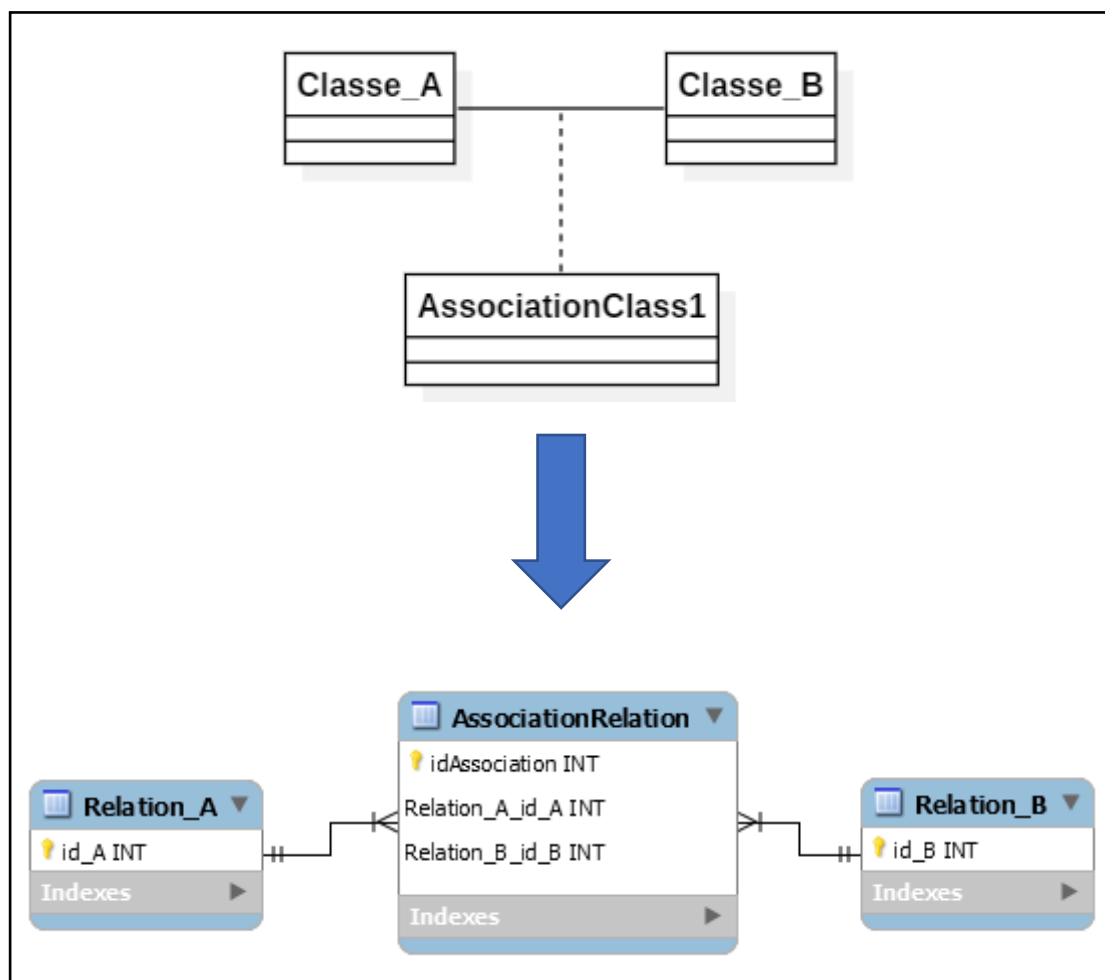 Classe_A
Classe_B
AssociationClass1
AssociationRelation
idAssociation INT
Relation_A_id_A INT
Relation_B_id_B INT
Indexes
Relation_A
id_A INT
Indexes
Relation_B
id_B INT
Indexes